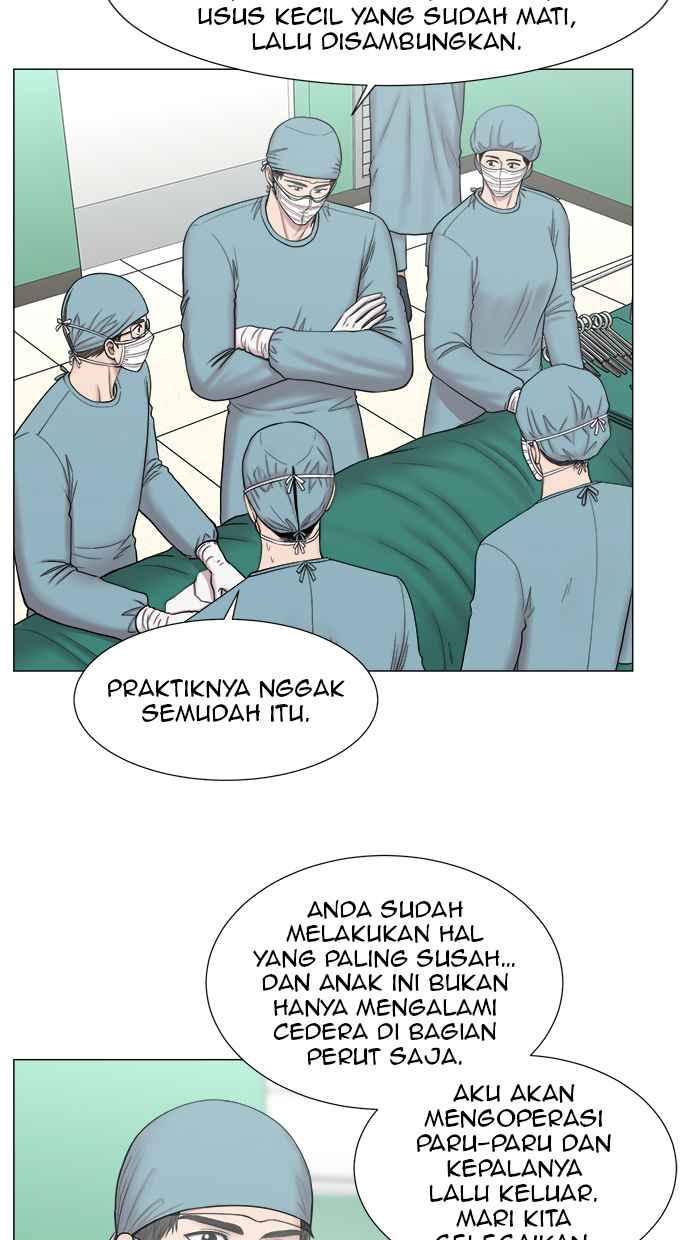 USUS KECIL YANG SUDAH MATI,
LALU DISAMBUNGKAN.
PRAKTIKNYA NGGAK
SEMUDAH ITU.
ANDA SUDAH
MELAKUKAN HAL
YANG PALING SUSAH...
DAN ANAK INI BUKAN
HANYA MENGALAMI
CEDERA DI BAGIAN
PERUT SAJA.
AKU AKAN
MENGOPERASI
PARU-PARU DAN
KEPALANYA
LALU KELUAR.
MARI KITA